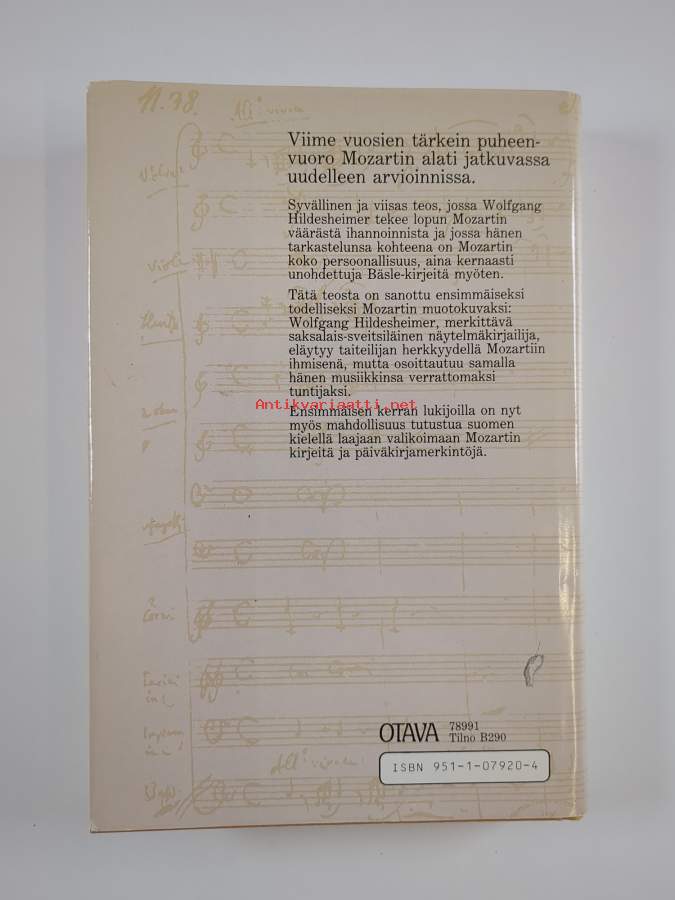 11.38.
All? vivace
Viime vuosien tärkein puheen-
vuoro Mozartin alati jatkuvassa
uudelleen arvioinnissa.
Syvällinen ja viisas teos, jossa Wolfgang
Hildesheimer tekee lopun Mozartin
väärästä ihannoinnista ja jossa hänen
tarkastelunsa kohteena on Mozartin
koko persoonallisuus, aina kernaasti
unohdettuja Bäsle-kirjeitä myöten.
Tätä teosta on sanottu ensimmäiseksi
todelliseksi Mozartin muotokuvaksi:
Wolfgang Hildesheimer, merkittävä
saksalais-sveitsiläinen näytelmäkirjailija,
eläytyy taiteilijan herkkyydellä Mozartiin
ihmisenä, mutta osoittautuu samalla
hänen musiikkinsa verrattomaksi
tuntijaksi.
Antikvariaatti.net
Ensimmäisen kerran lukijoilla on nyt
myös mahdollisuus tutustua suomen
kielellä laajaan valikoimaan Mozartin
kirjeitä ja päiväkirjamerkintöjä.
OTAVA
78991
Tilno B290
ISBN 951-1-07920-4